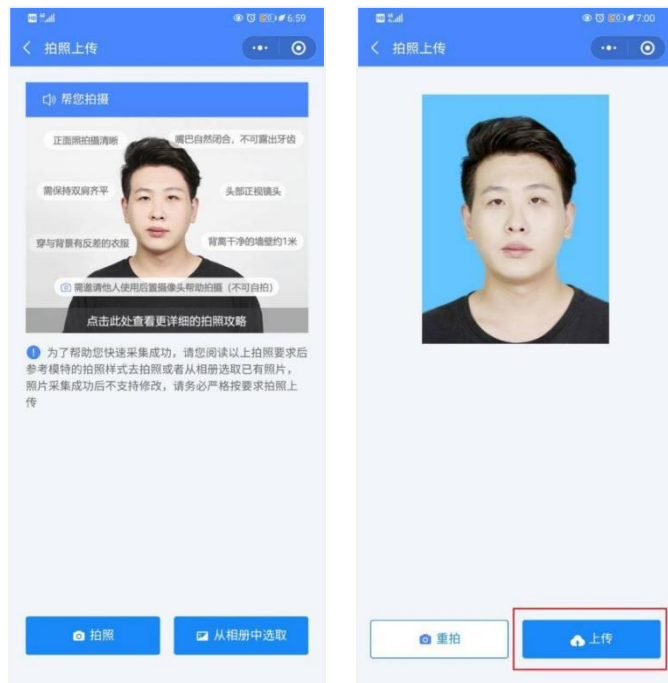 6:59
拍照上传
帮您拍摄
正面照拍摄清晰
嘴巴自然闭合，不可露出牙齿
需保持双肩齐平
头部正视镜头
穿与背景有反差的衣服
背离干净的墙壁约1米
需邀请他人使用后置摄像头帮助拍摄（不可自拍）
点击此处查看更详细的拍照攻略
为了帮助您快速采集成功，请您阅读以上拍照要求后
参考模特的拍照样式去拍照或者从相册选取已有照片，
照片采集成功后不支持修改，请务必严格按要求拍照上
传
拍照
从相册中选取
7:00
拍照上传
重拍
上传